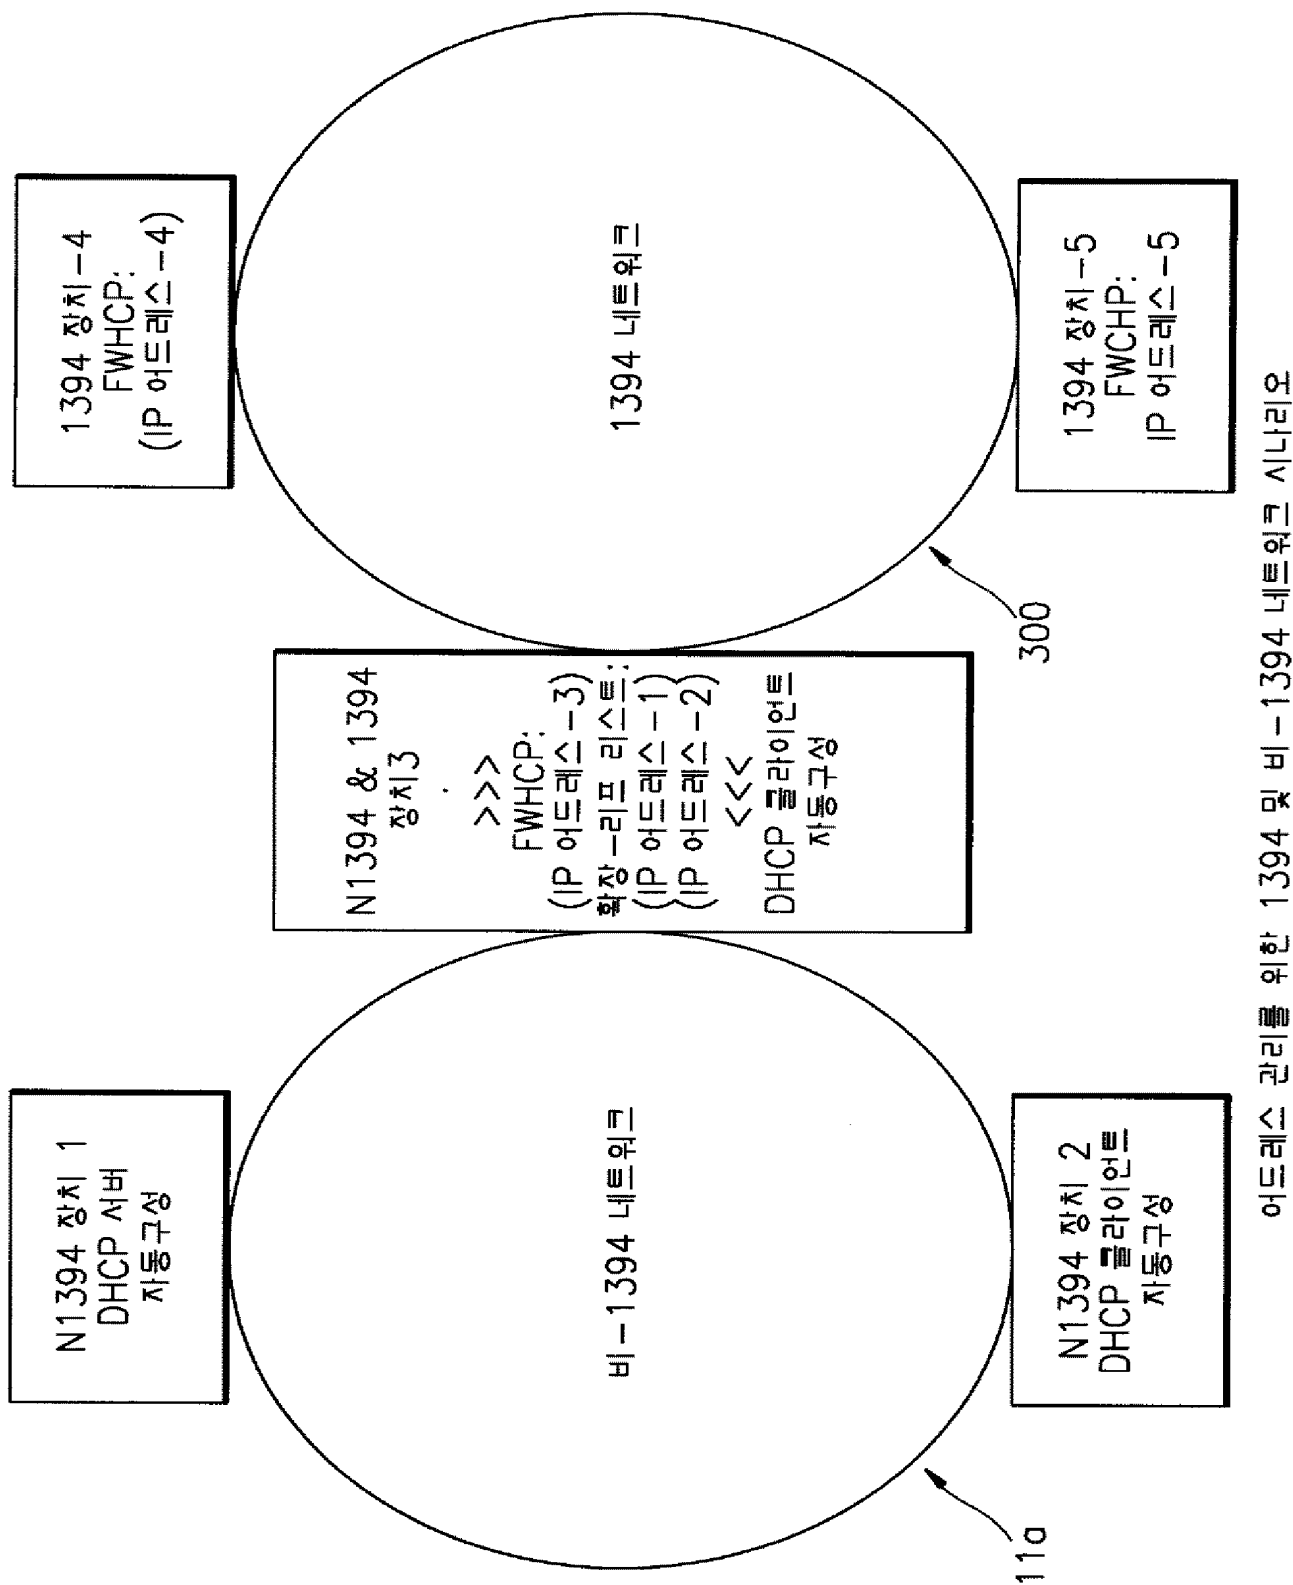 N1394 장치 1
DHCP 서버
자동구성
비-1394 네트워크
N1394 장치 2
DHCP 클라이언트
자동구성
11a
N1394 & 1394
장치3
>>>
FWHCP:
(IP 어드레스-3)
확장-리프 리스트:
(IP 어드레스-1)
(IP 어드레스-2)
<<<
DHCP 클라이언트
자동구성
1394 장치-4
FWHCP:
(IP 어드레스-4)
1394 네트워크
300
1394 장치-5
FWCHP:
IP 어드레스-5
어드레스 관리를 위한 1394 및 비-1394 네트워크 시나리오